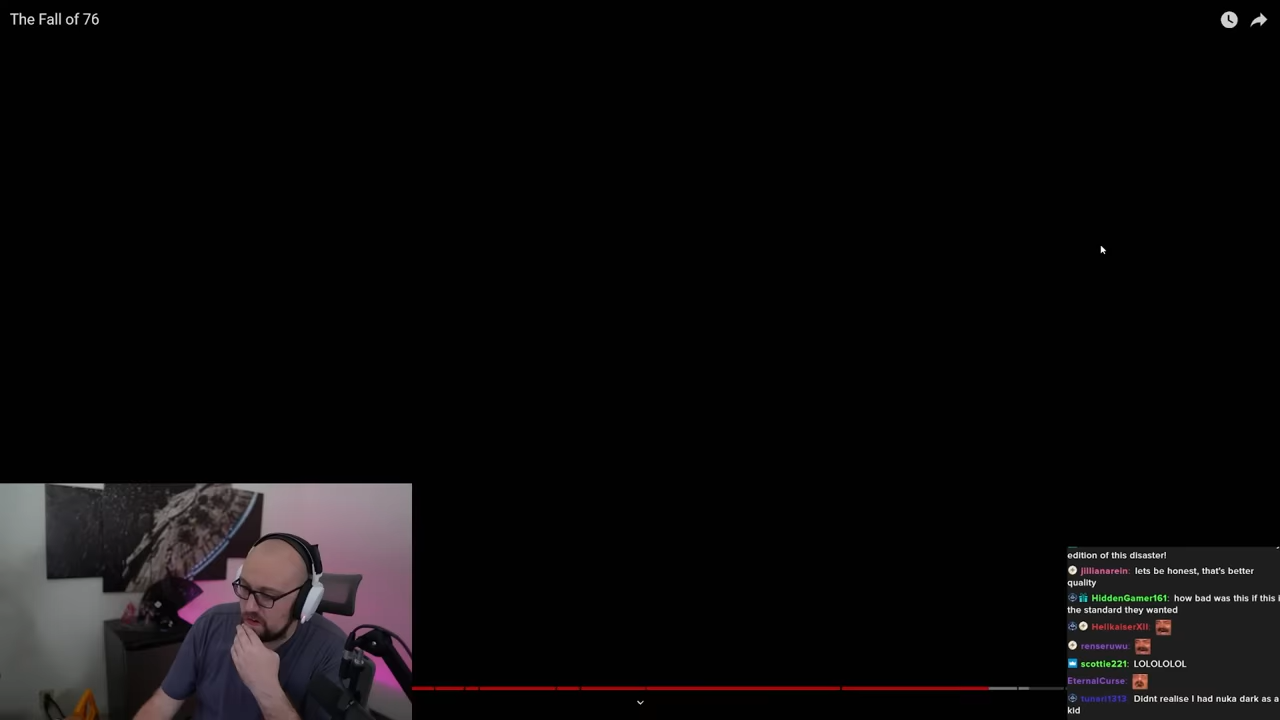 The Fall of 76
edition of this disaster!
jillianarein: lets be honest, that's better
quality
HiddenGamer161: how bad was this if this i
the standard they wanted
HellkaiserXII:
renseruwu:
scottie221: LOLOLOLOL
EternalCurse:
tunari1313: Didnt realise I had nuka dark as a
kid